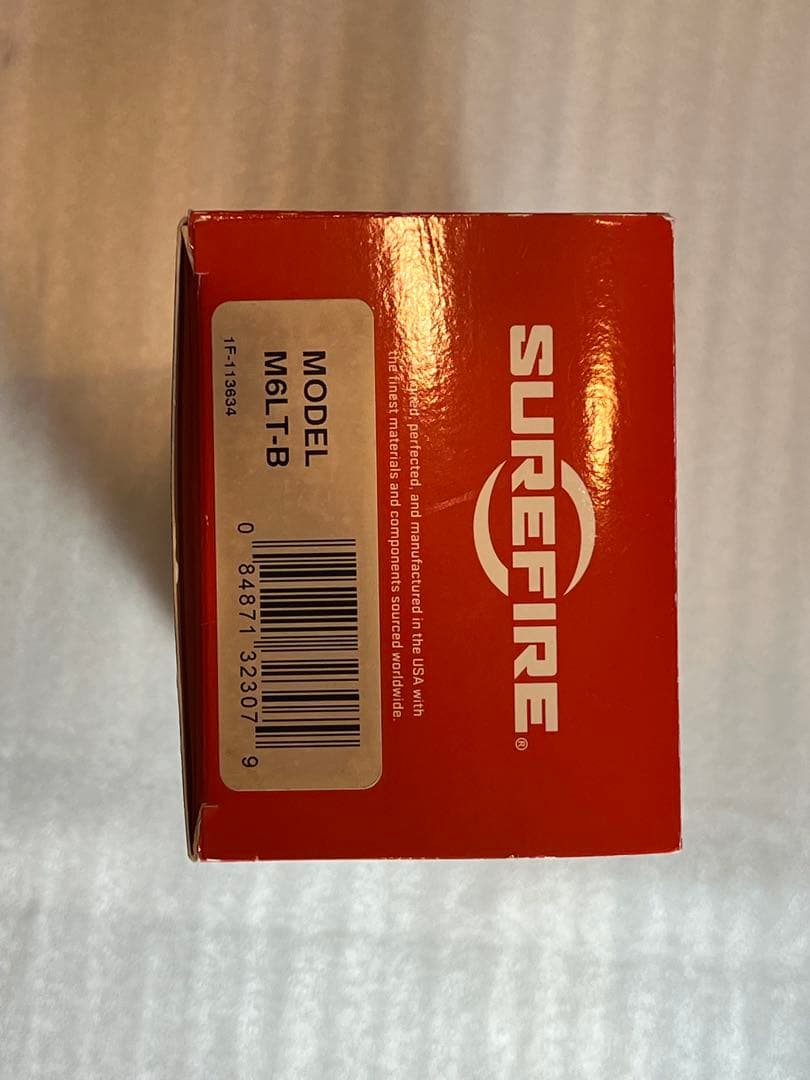 SUREFIRE®
perfected, and manufactured in the USA with
the finest materials and components sourced worldwide.
MODEL
M6LT-B
1F-113634
0 84871 32307 9